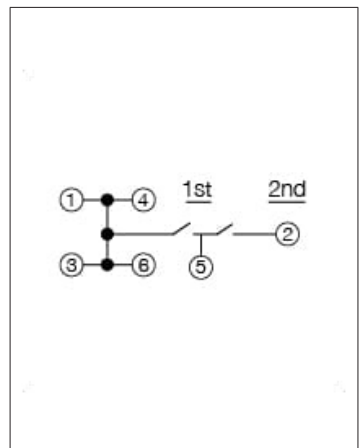 1st 2nd
① ④
②
③ ⑥ ⑤